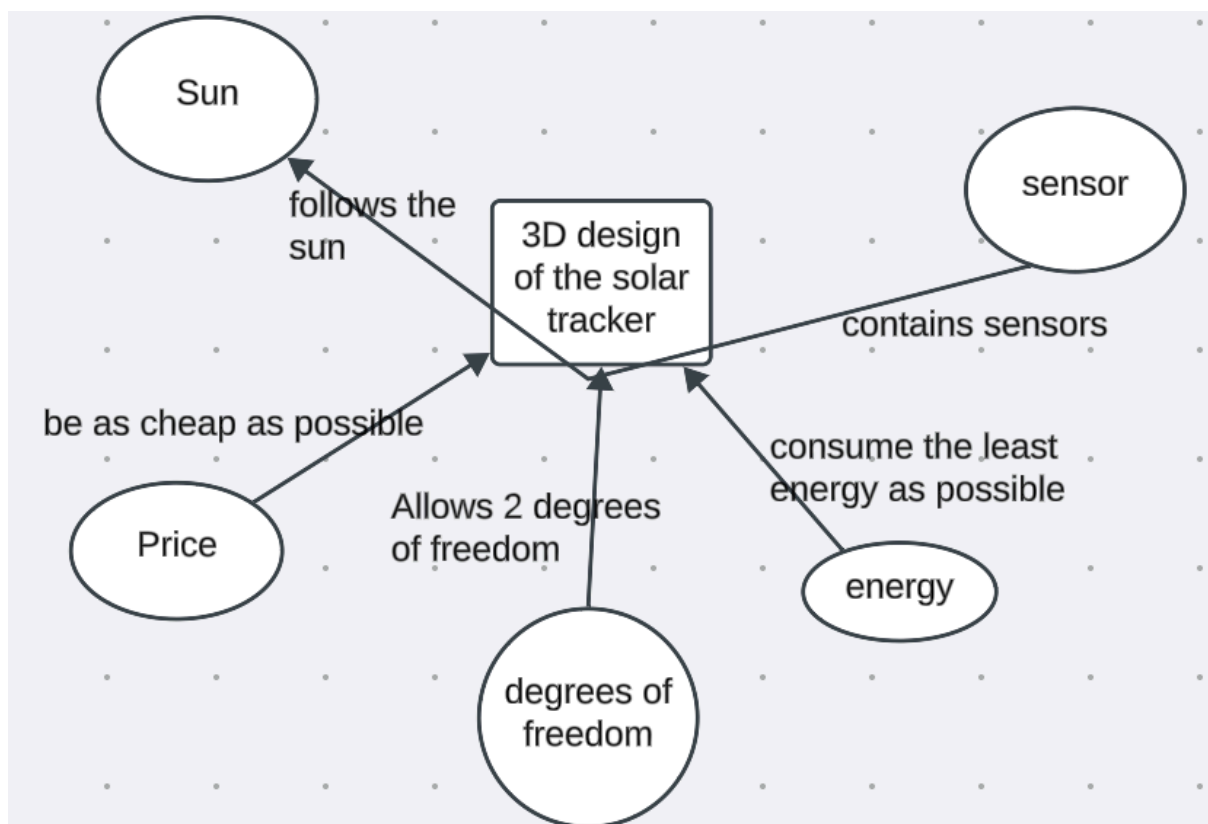 Sun
sensor
follows the
sun
3D design
of the solar
tracker
contains sensors
be as cheap as possible
consume the least
energy as possible
Allows 2 degrees
of freedom
Price
energy
degrees of
freedom